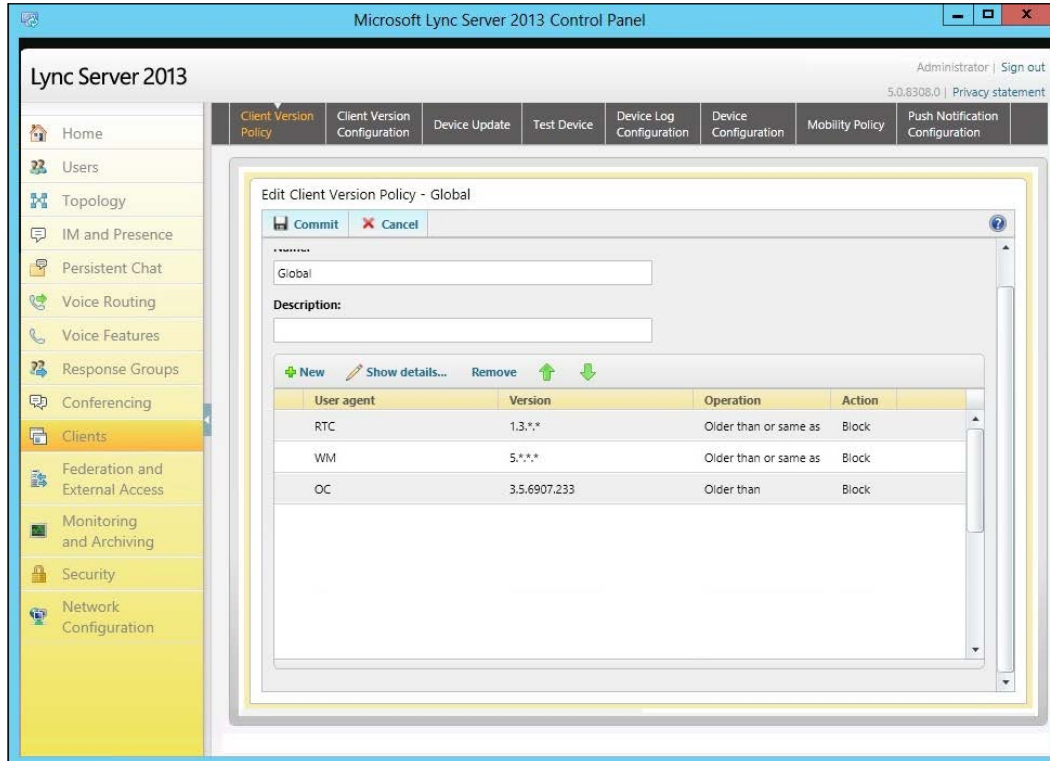 Microsoft Lync Server 2013 Control Panel
Lync Server 2013
Administrator | Sign out
5.0.8308.0 | Privacy statement
Home
Users
Topology
IM and Presence
Persistent Chat
Voice Routing
Voice Features
Response Groups
Conferencing
Clients
Federation and
External Access
Monitoring
and Archiving
Security
Network
Configuration
Client Version
Policy
Client Version
Configuration
Device Update
Test Device
Device Log
Configuration
Device
Configuration
Mobility Policy
Push Notification
Configuration
Edit Client Version Policy - Global
Commit Cancel
Global
Description:
New Show details... Remove
User agent Version Operation Action
RTC 1.3.*.* Older than or same as Block
WM 5.*.*.* Older than or same as Block
OC 3.5.6907.233 Older than Block